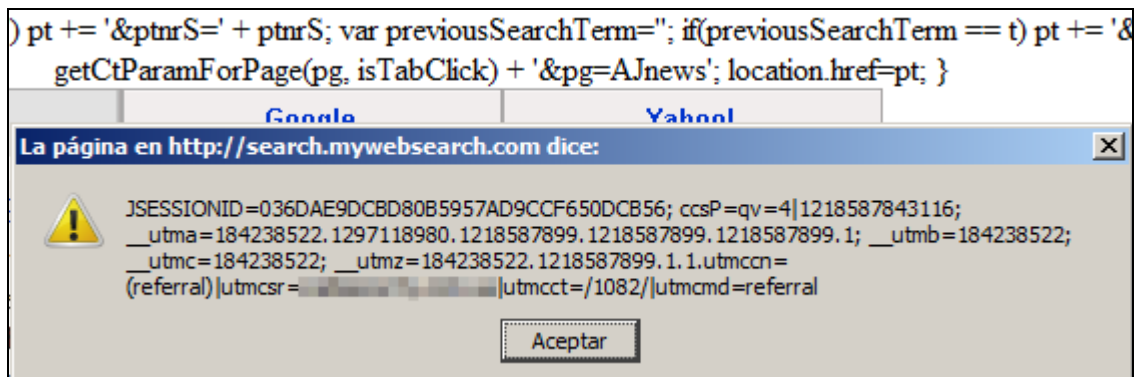 ) pt += '&ptnrS=' + ptnrS; var previousSearchTerm=''; if(previousSearchTerm == t) pt += '&
getCtParamForPage(pg, isTabClick) + '&pg=AJnews'; location.href=pt; }
Google Yahoo!
La página en http://search.mywebsearch.com dice:
JSESSIONID=036DAE9DCBD80B5957AD9CCF650DCB56; ccsP=qv=4|1218587843116;
__utma=184238522.1297118980.1218587899.1218587899.1218587899.1; __utmb=184238522;
__utmc=184238522; __utmz=184238522.1218587899.1.1.utmccn=
(referral)|utmcsr= |utmcct=/1082/|utmcmd=referral
Aceptar